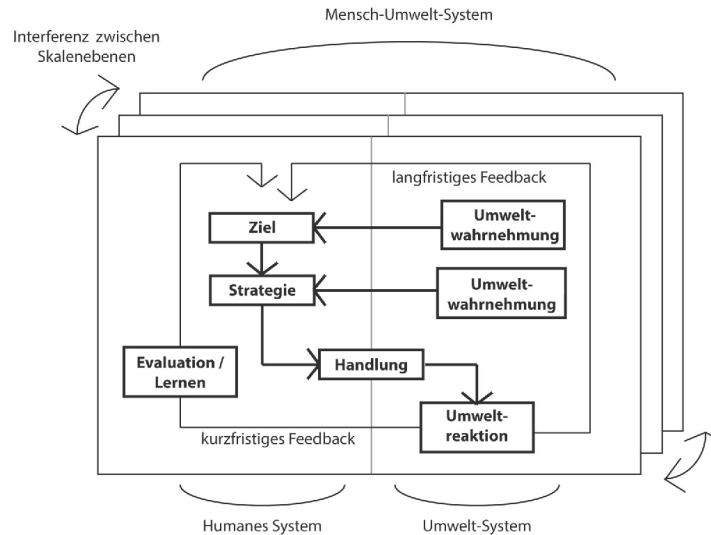 Mensch-Umwelt-System
Interferenz zwischen
Skalenebenen
langfristiges Feedback
Ziel
Umwelt-
wahrnehmung
Strategie
Umwelt-
wahrnehmung
Evaluation /
Lernen
Handlung
Umwelt-
reaktion
kurzfristiges Feedback
Humanes System
Umwelt-System